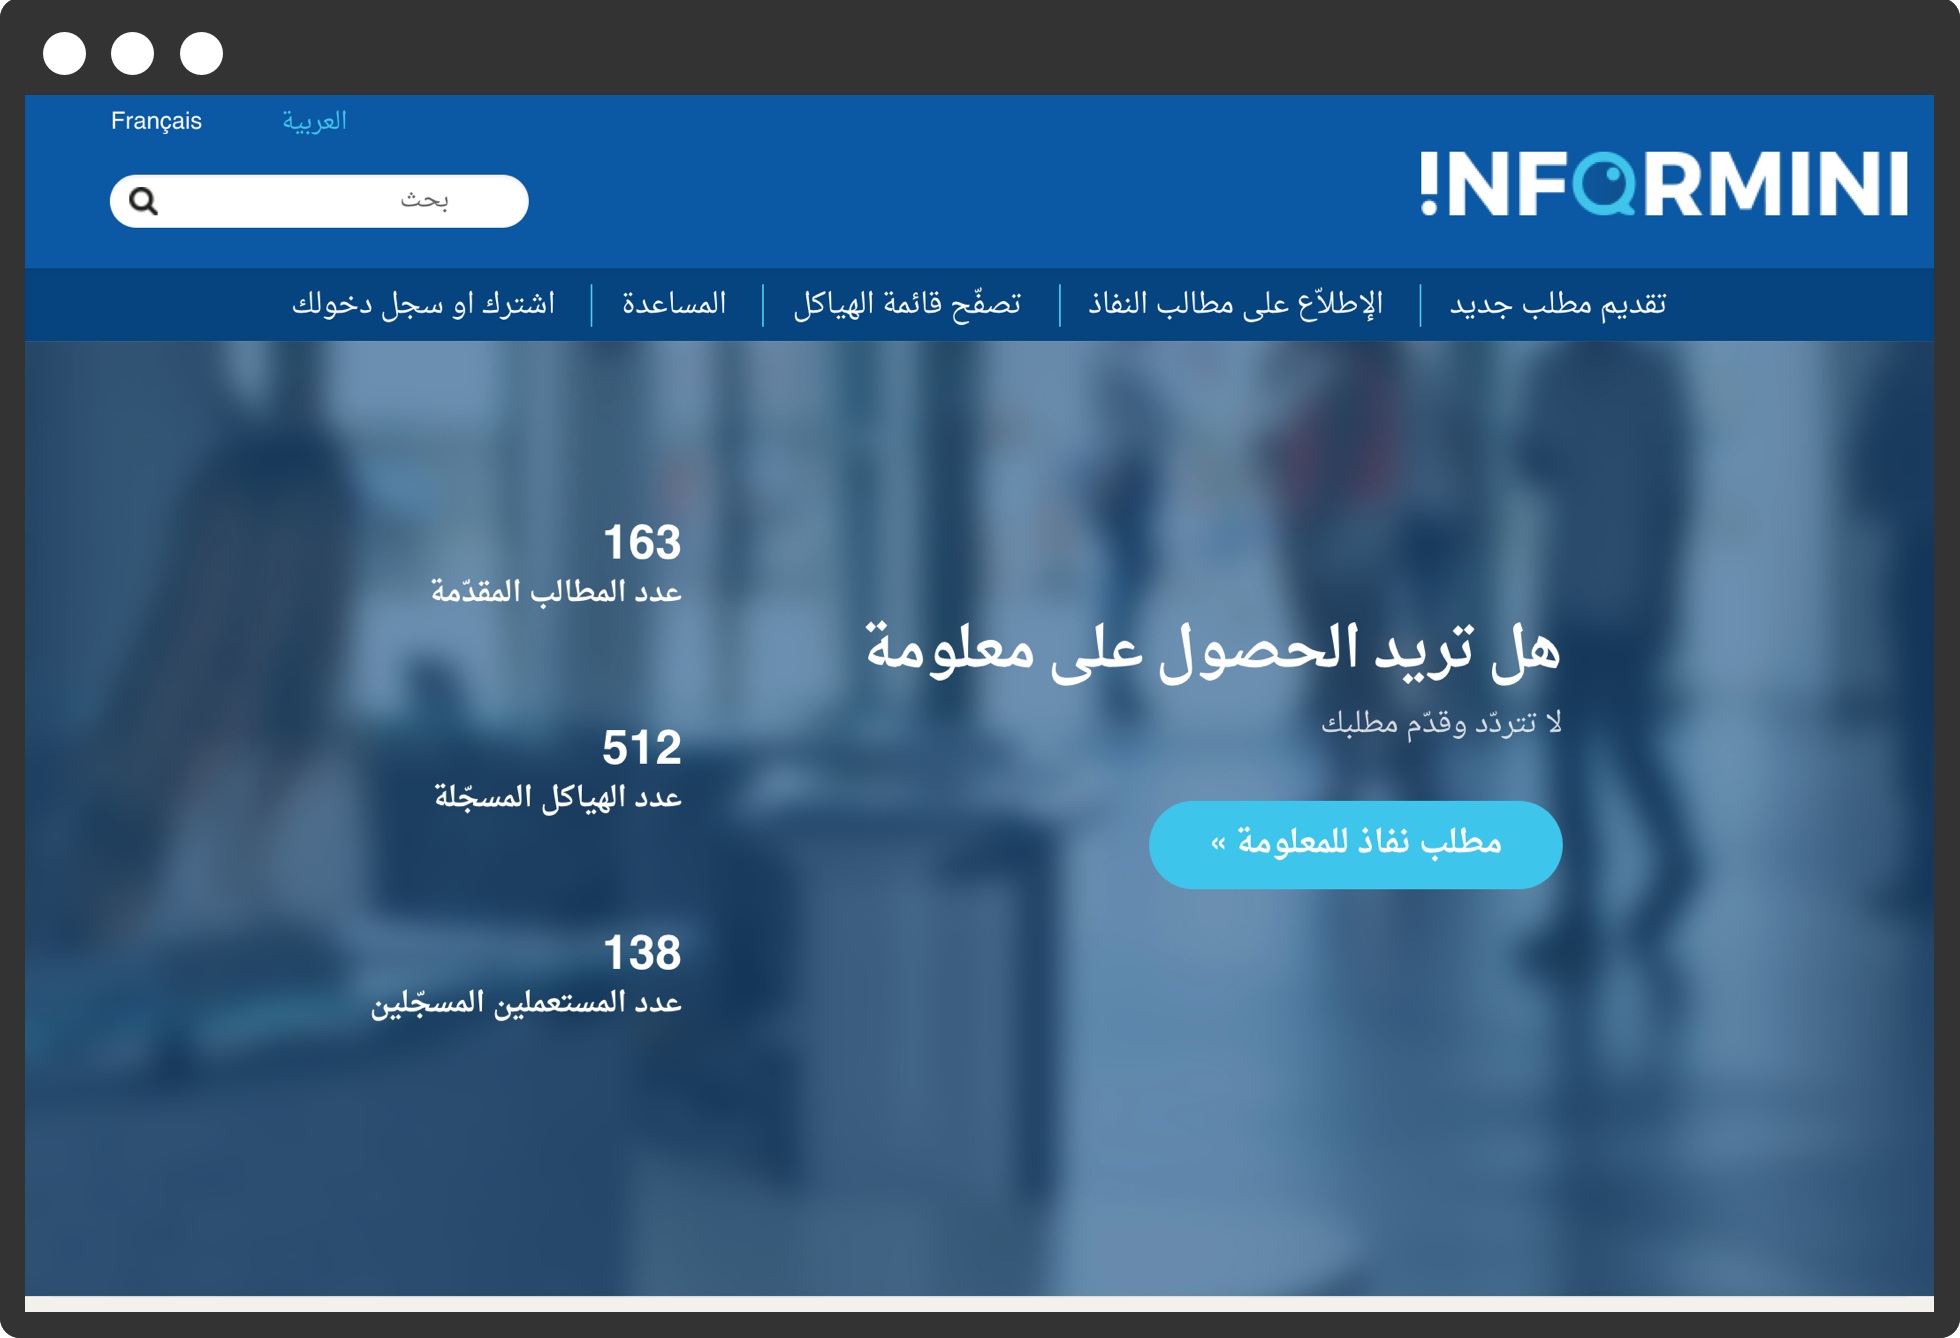 Français
العربية
بحث
!NFORMINI
تقديم مطلب جديد
الإطلاّع على مطالب النفاذ
تصفّح قائمة الهياكل
المساعدة
اشترك او سجل دخولك
هل تريد الحصول على معلومة
لا تتردّد وقدّم مطلبك
مطلب نفاذ للمعلومة »
163
عدد المطالب المقدّمة
512
عدد الهياكل المسجّلة
138
عدد المستعملين المسجّلين